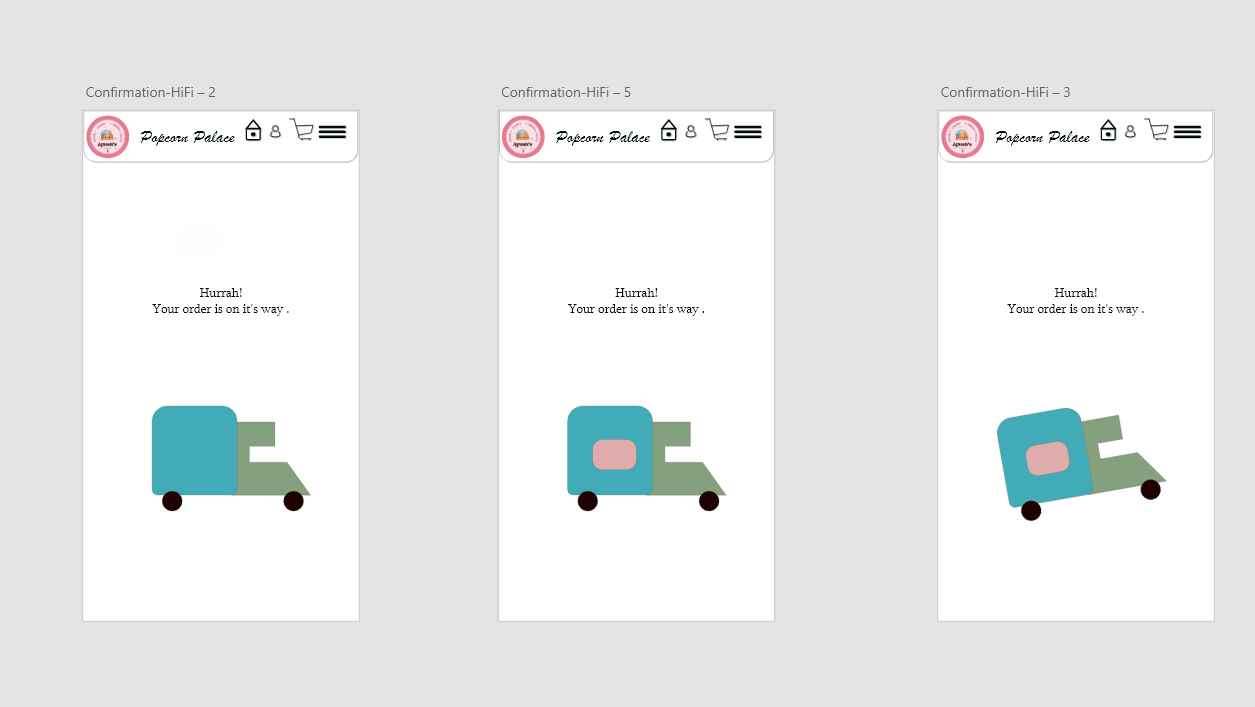 Confirmation-HiFi – 2
Popcorn Palace
Hurrah!
Your order is on it's way .
Confirmation-HiFi – 5
Popcorn Palace
Hurrah!
Your order is on it's way .
Confirmation-HiFi – 3
Popcorn Palace
Hurrah!
Your order is on it's way .